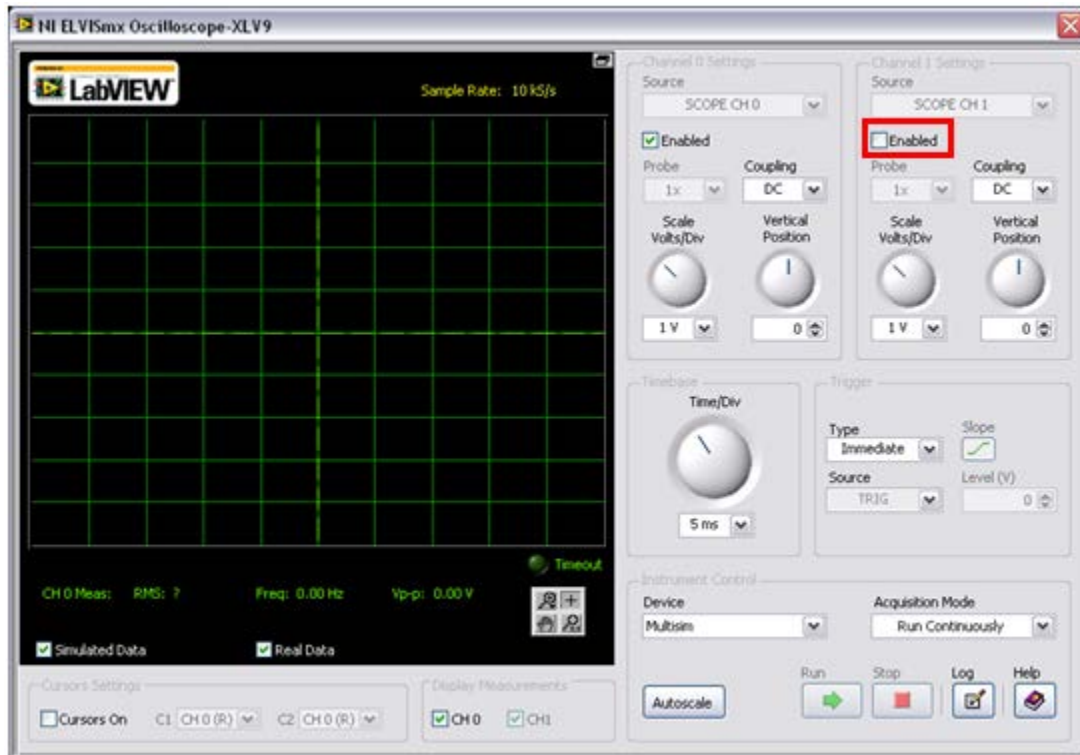 NI ELVISmx Oscilloscope-XLV9
LabVIEW
Sample Rate: 10 kS/s
CH 0 Meas: RMS: ? Freq: 0.00 Hz Vp-p: 0.00 V
Timeout
Simulated Data Real Data
Cursors Settings
Cursors On C1 CH 0 (R) C2 CH 0 (R)
Display Measurements
CH 0 CH1
Channel 0 Settings
Source
SCOPE CH 0
Enabled
Probe Coupling
1x DC
Scale Volts/Div Vertical Position
1 V 0
Channel 1 Settings
Source
SCOPE CH 1
Enabled
Probe Coupling
1x DC
Scale Volts/Div Vertical Position
1 V 0
Timebase
Time/Div
5 ms
Trigger
Type Slope
Immediate
Source Level (V)
TRIG 0
Instrument Control
Device Acquisition Mode
Multisim Run Continuously
Run Stop Log Help
Autoscale